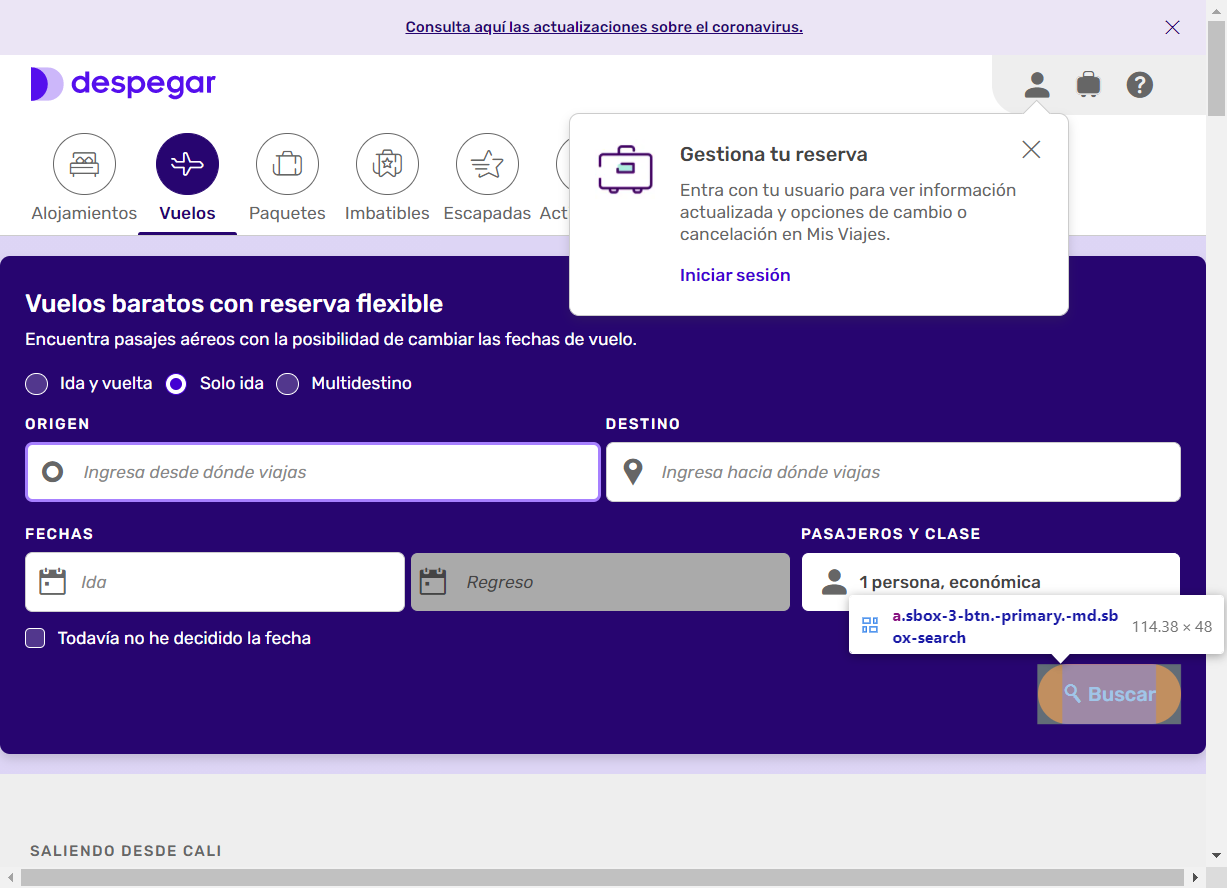 Consulta aquí las actualizaciones sobre el coronavirus.
despegar
?
Gestiona tu reserva
Entra con tu usuario para ver información
actualizada y opciones de cambio o
cancelación en Mis Viajes.
Iniciar sesión
Alojamientos Vuelos Paquetes Imbatibles Escapadas Act
Vuelos baratos con reserva flexible
Encuentra pasajes aéreos con la posibilidad de cambiar las fechas de vuelo.
Ida y vuelta Solo ida Multidestino
ORIGEN DESTINO
Ingresa desde dónde viajas Ingresa hacia dónde viajas
FECHAS PASAJEROS Y CLASE
Ida Regreso 1 persona, económica
a.sbox-3-btn.-primary.-md.sb
ox-search 114.38 × 48
Todavía no he decidido la fecha
Buscar
SALIENDO DESDE CALI